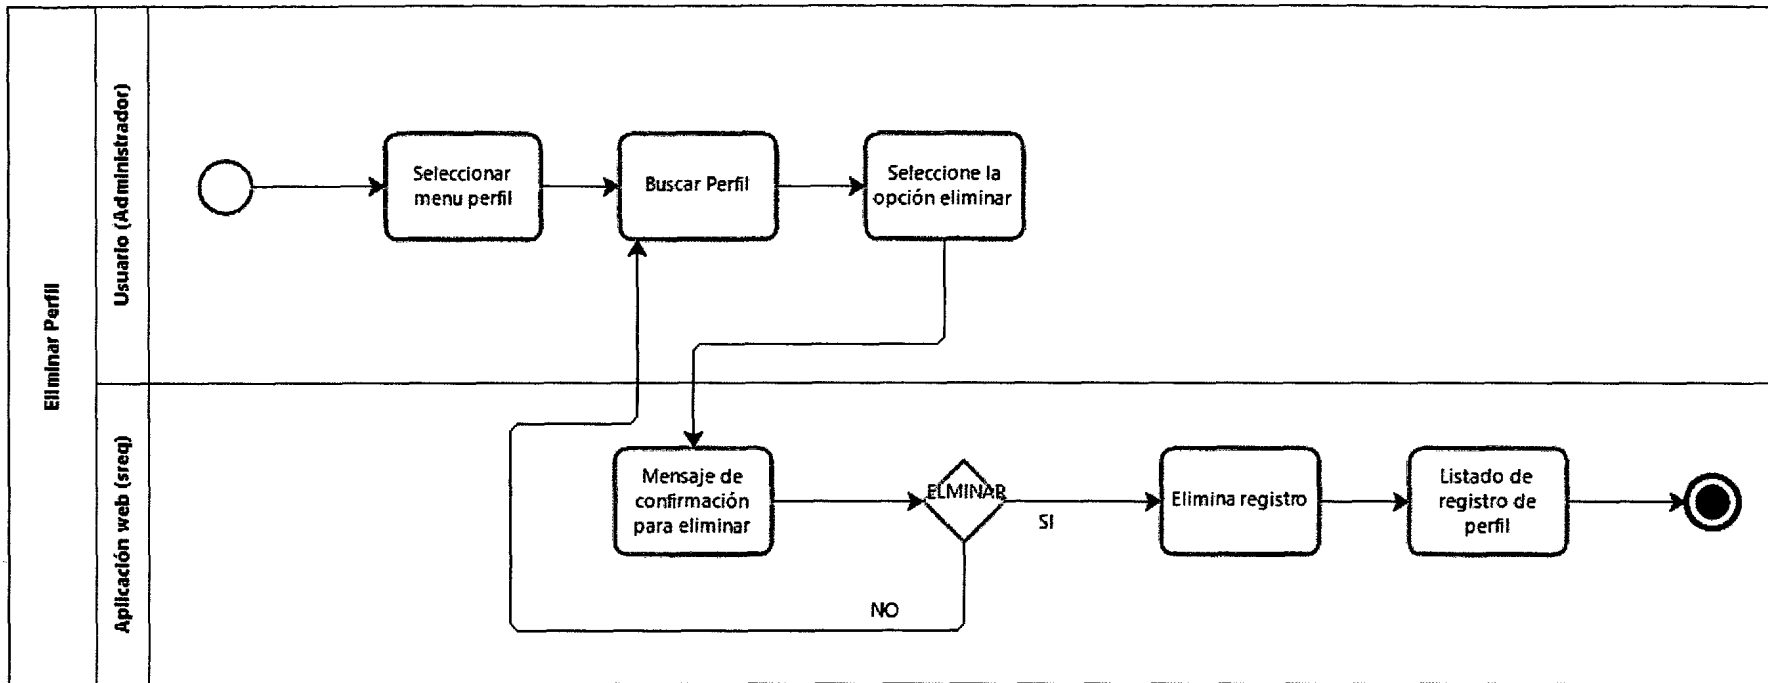 Eliminar Perfil
Usuario (Administrador)
Seleccionar
menu perfil
Buscar Perfil
Seleccione la
opción eliminar
Aplicación web (sreq)
Mensaje de
confirmación
para eliminar
ELMINAR
SI
NO
Elimina registro
Listado de
registro de
perfil